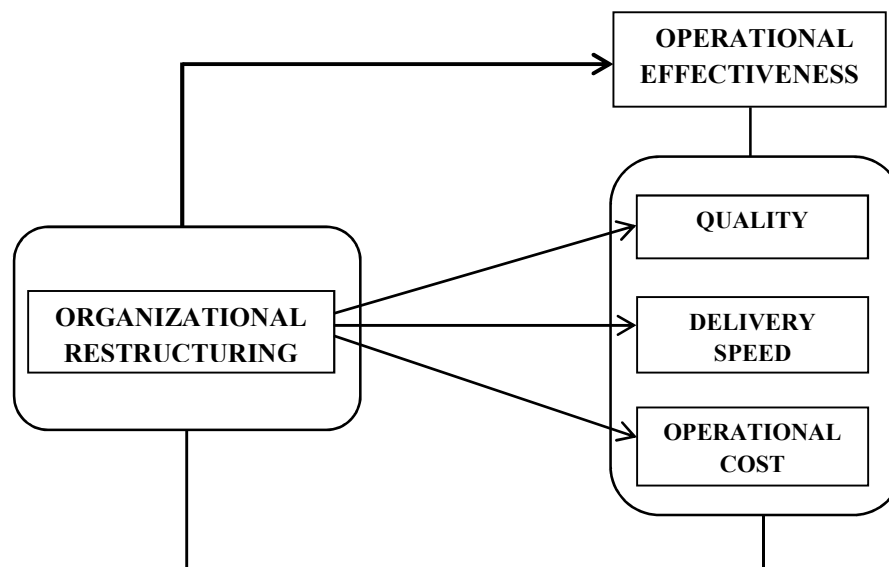 OPERATIONAL
EFFECTIVENESS
QUALITY
ORGANIZATIONAL
RESTRUCTURING
DELIVERY
SPEED
OPERATIONAL
COST